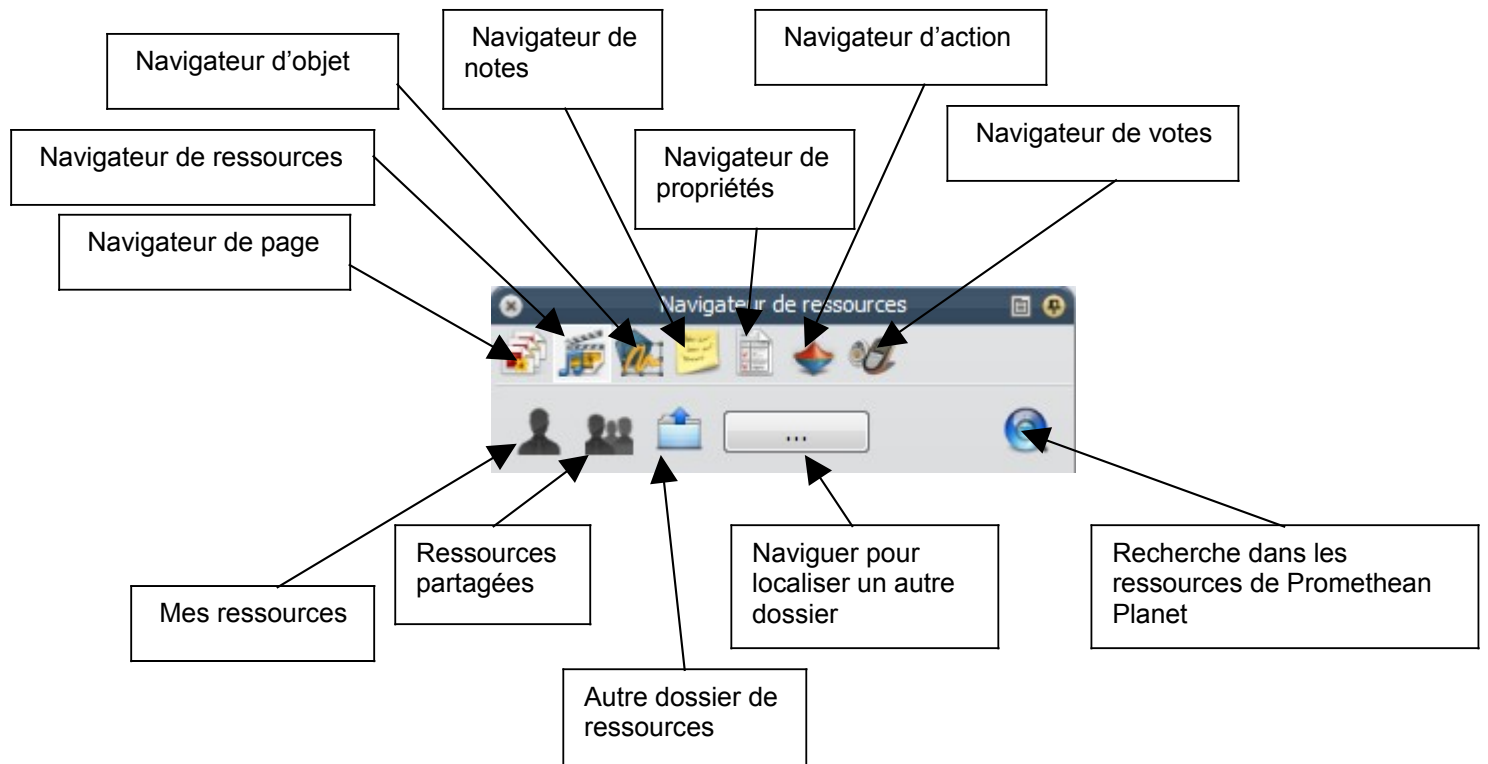 Navigateur d'objet
Navigateur de
notes
Navigateur d'action
Navigateur de ressources
Navigateur de
propriétés
Navigateur de votes
Navigateur de page
Navigateur de ressources
...
Mes ressources
Ressources
partagées
Autre dossier de
ressources
Naviguer pour
localiser un autre
dossier
Recherche dans les
ressources de Promethean
Planet